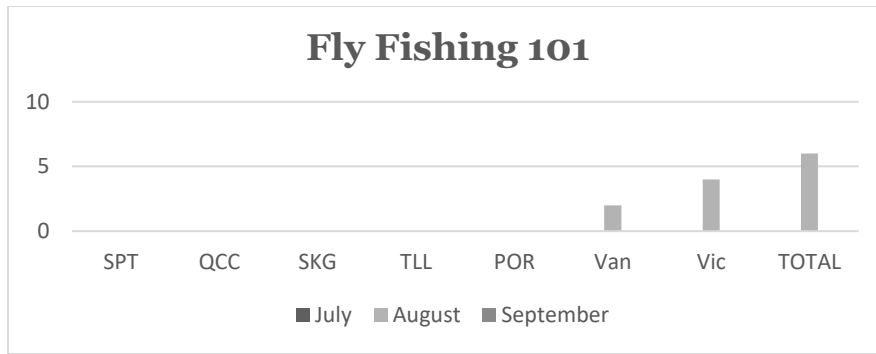 Fly Fishing 101
10
5
0
SPT QCC SKG TLL POR Van Vic TOTAL
July August September